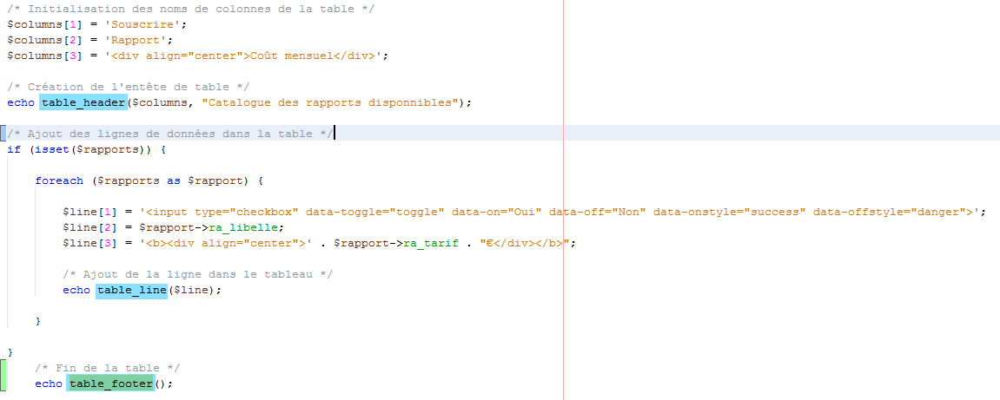 /* Initialisation des noms de colonnes de la table */
$columns[1] = 'Souscrire';
$columns[2] = 'Rapport';
$columns[3] = '<div align="center">Coût mensuel</div>';
/* Création de l'entête de table */
echo table_header($columns, "Catalogue des rapports disponnibles");
/* Ajout des lignes de données dans la table */
if (isset($rapports)) {
foreach ($rapports as $rapport) {
$line[1] = '<input type="checkbox" data-toggle="toggle" data-on="Oui" data-off="Non" data-onstyle="success" data-offstyle="danger">';
$line[2] = $rapport->ra_libelle;
$line[3] = '<b><div align="center">' . $rapport->ra_tarif . "€</div></b>";
/* Ajout de la ligne dans le tableau */
echo table_line($line);
}
}
/* Fin de la table */
echo table_footer();